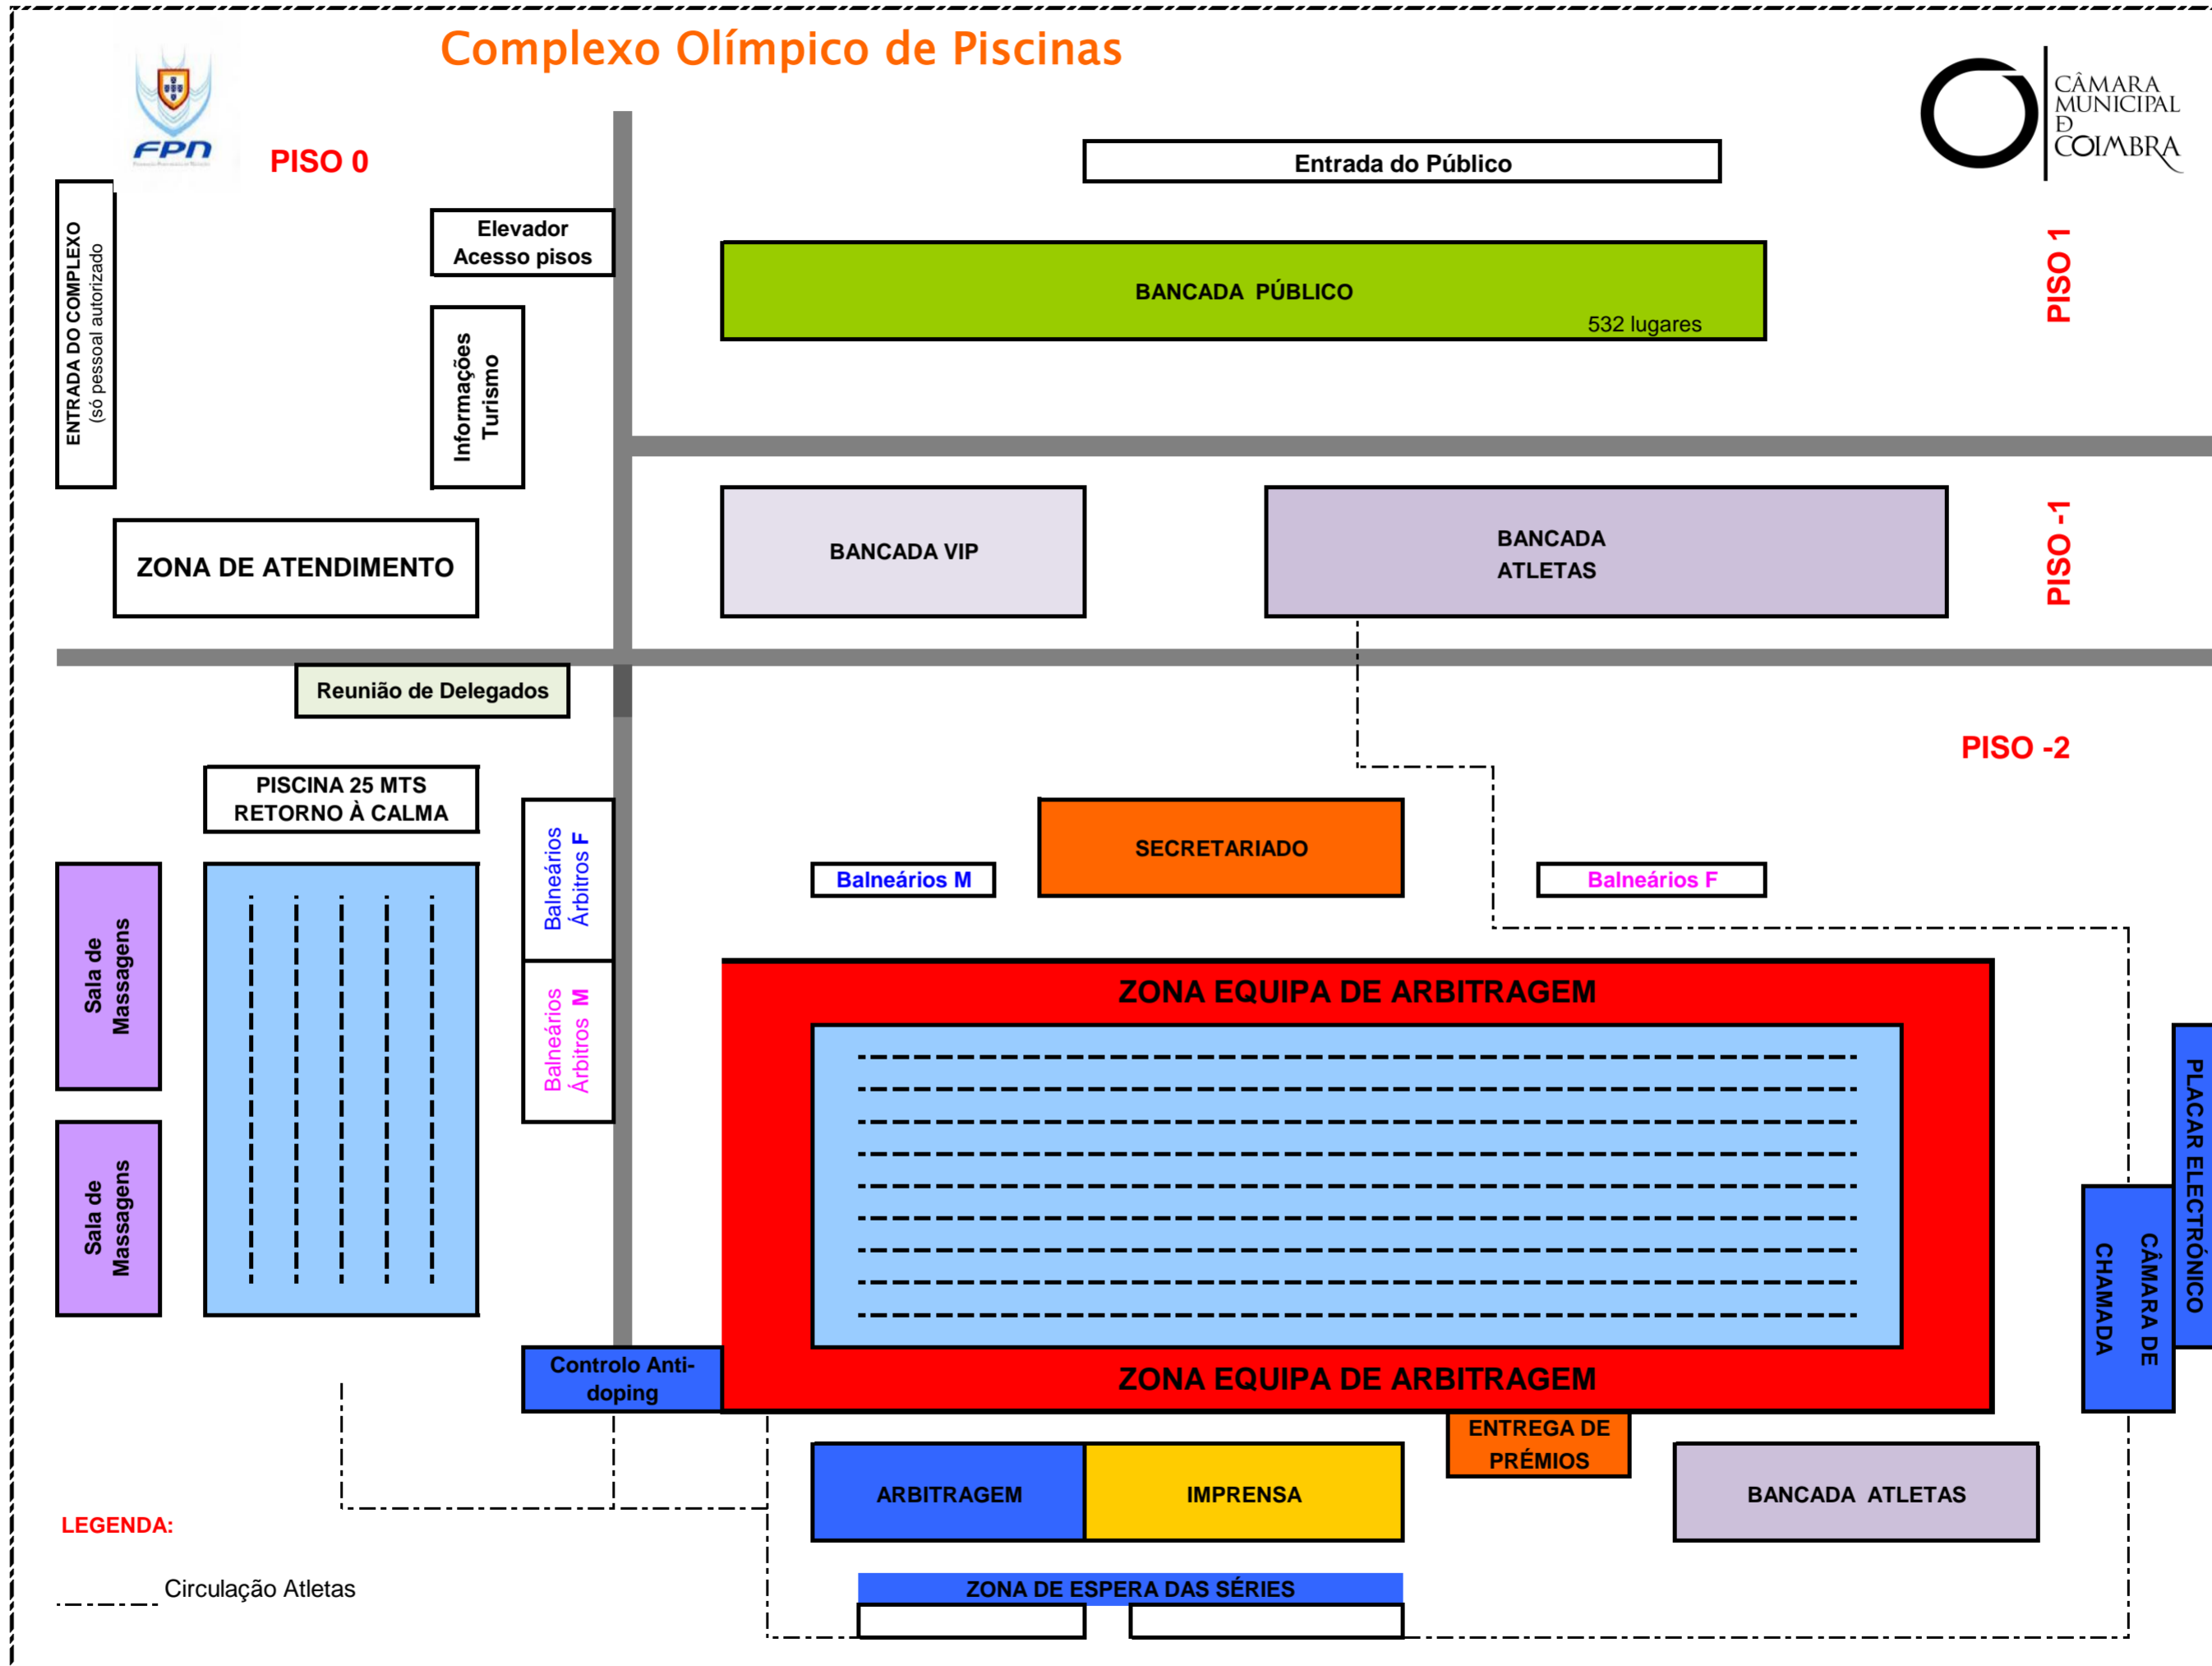 Complexo Olímpico de Piscinas
FPN
CÂMARA
MUNICIPAL
D
COIMBRA
PISO 0
Entrada do Público
ENTRADA DO COMPLEXO
(só pessoal autorizado
Elevador
Acesso pisos
Informações
Turismo
BANCADA PÚBLICO
532 lugares
PISO 1
ZONA DE ATENDIMENTO
BANCADA VIP
BANCADA
ATLETAS
PISO -1
Reunião de Delegados
PISO -2
PISCINA 25 MTS
RETORNO À CALMA
Balneários
Árbitros F
Balneários
Árbitros M
Sala de
Massagens
Sala de
Massagens
SECRETARIADO
Balneários M
Balneários F
ZONA EQUIPA DE ARBITRAGEM
ZONA EQUIPA DE ARBITRAGEM
PLACAR ELECTRÓNICO
CÂMARA DE
CHAMADA
Controlo Anti-
doping
ENTREGA DE
PRÉMIOS
ARBITRAGEM
IMPRENSA
BANCADA ATLETAS
ZONA DE ESPERA DAS SÉRIES
LEGENDA:
Circulação Atletas